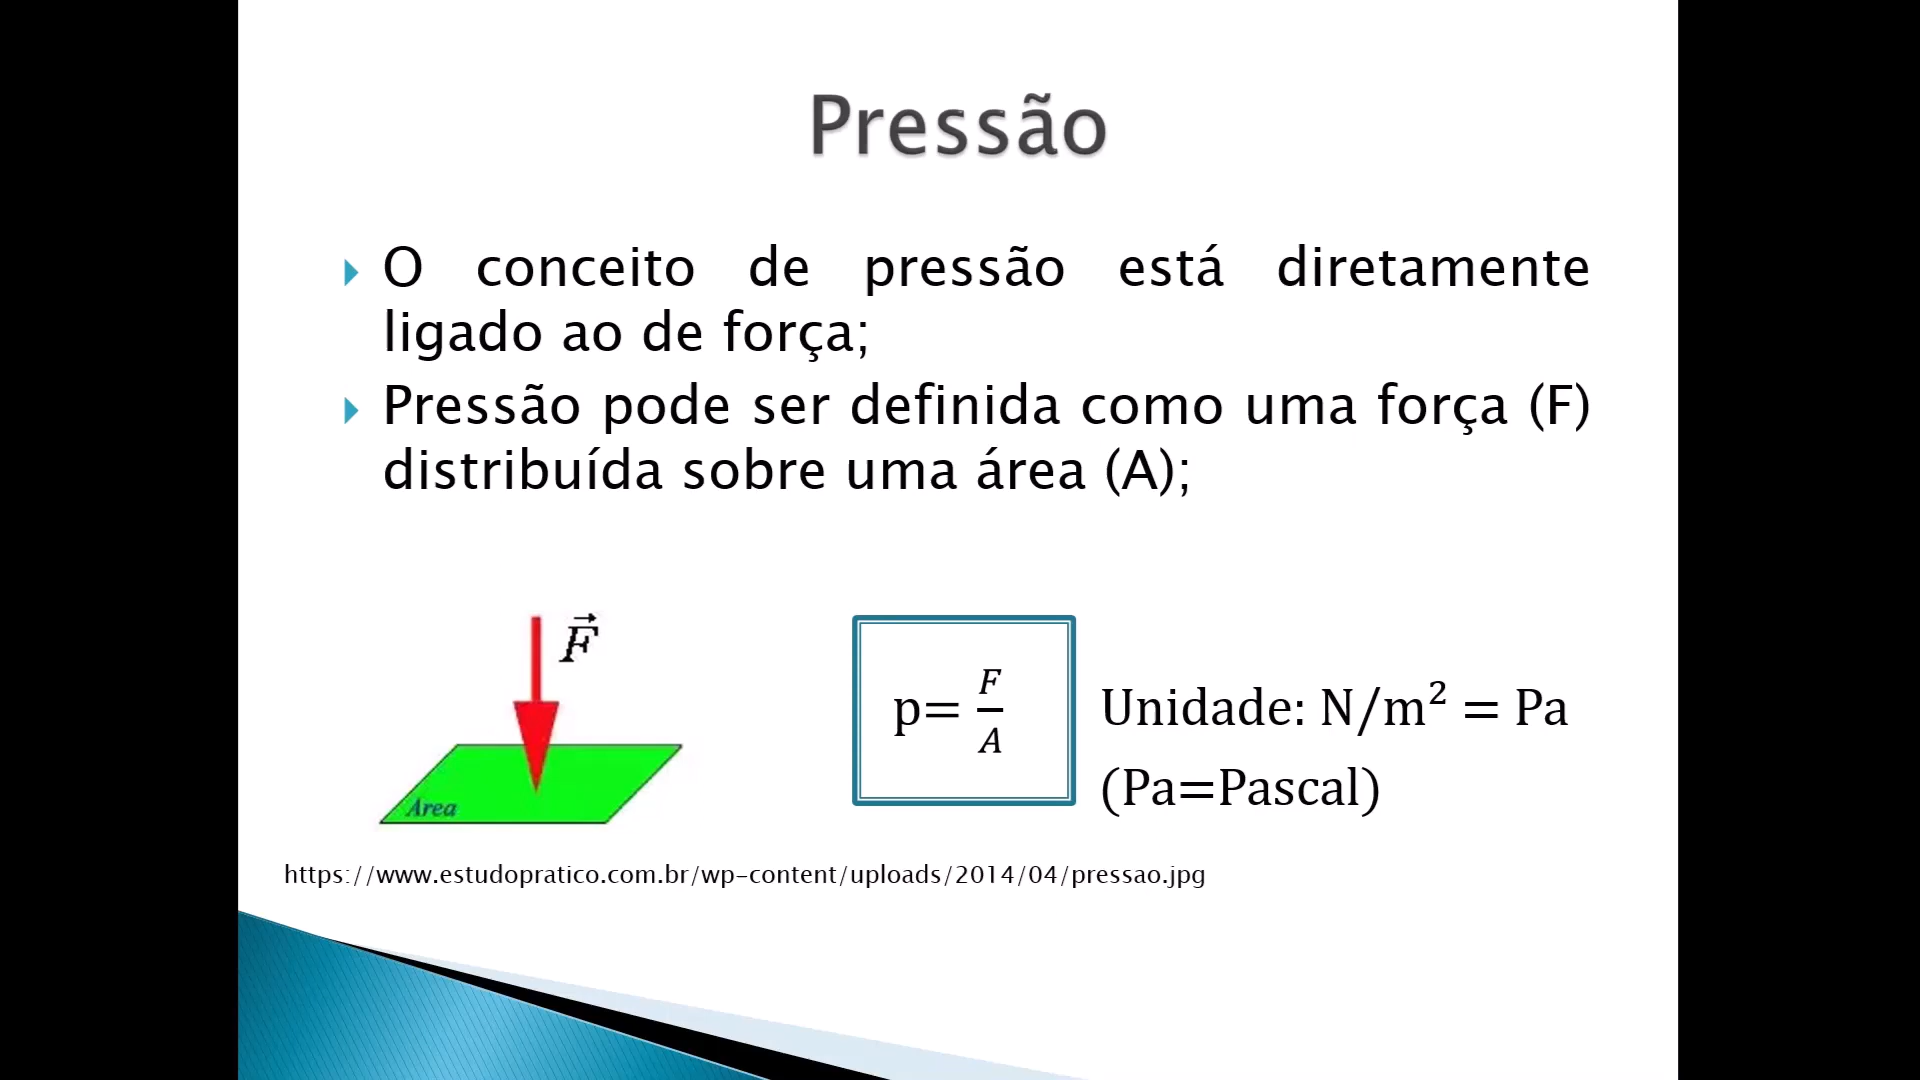 Pressão
O conceito de pressão está diretamente
ligado ao de força;
Pressão pode ser definida como uma força (F)
distribuída sobre uma área (A);
F⃗
Area
p= F/A
Unidade: N/m² = Pa
(Pa=Pascal)
https://www.estudopratico.com.br/wp-content/uploads/2014/04/pressao.jpg